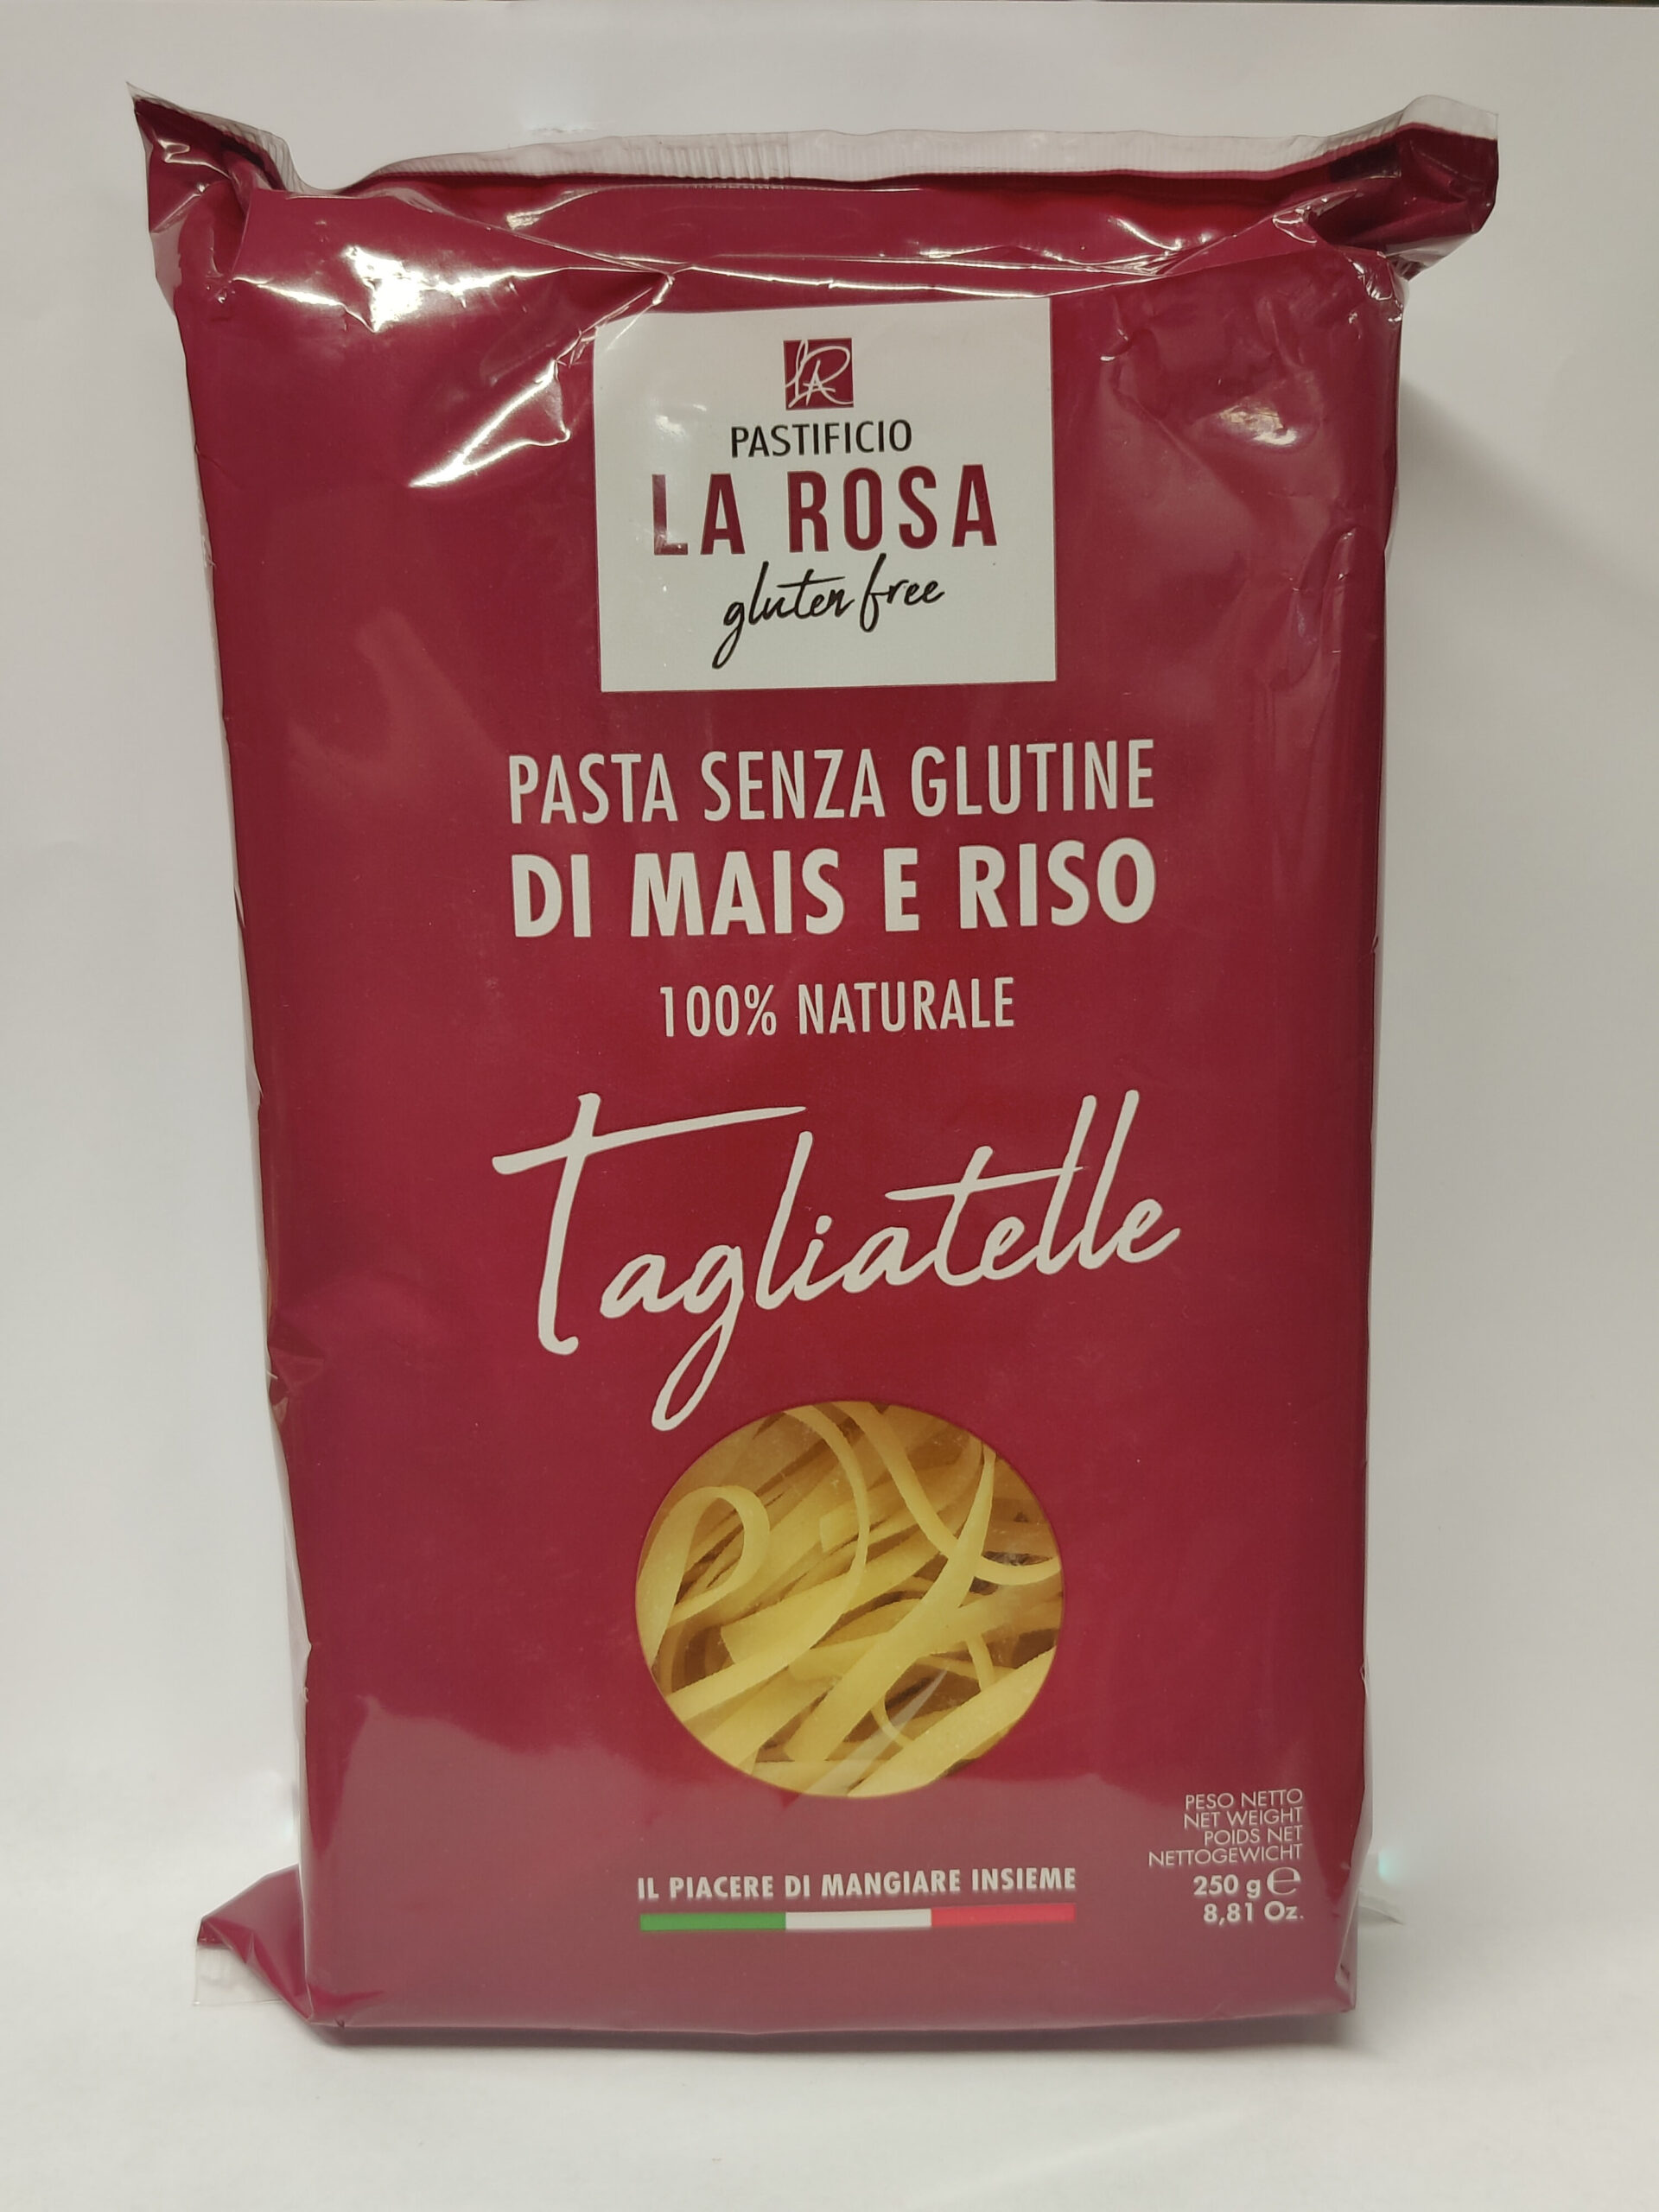 LR
PASTIFICIO
LA ROSA
gluten free
PASTA SENZA GLUTINE
DI MAIS E RISO
100% NATURALE
Tagliatelle
IL PIACERE DI MANGIARE INSIEME
PESO NETTO
NET WEIGHT
POIDS NET
NETTOGEWICHT
250 g e
8,81 Oz.